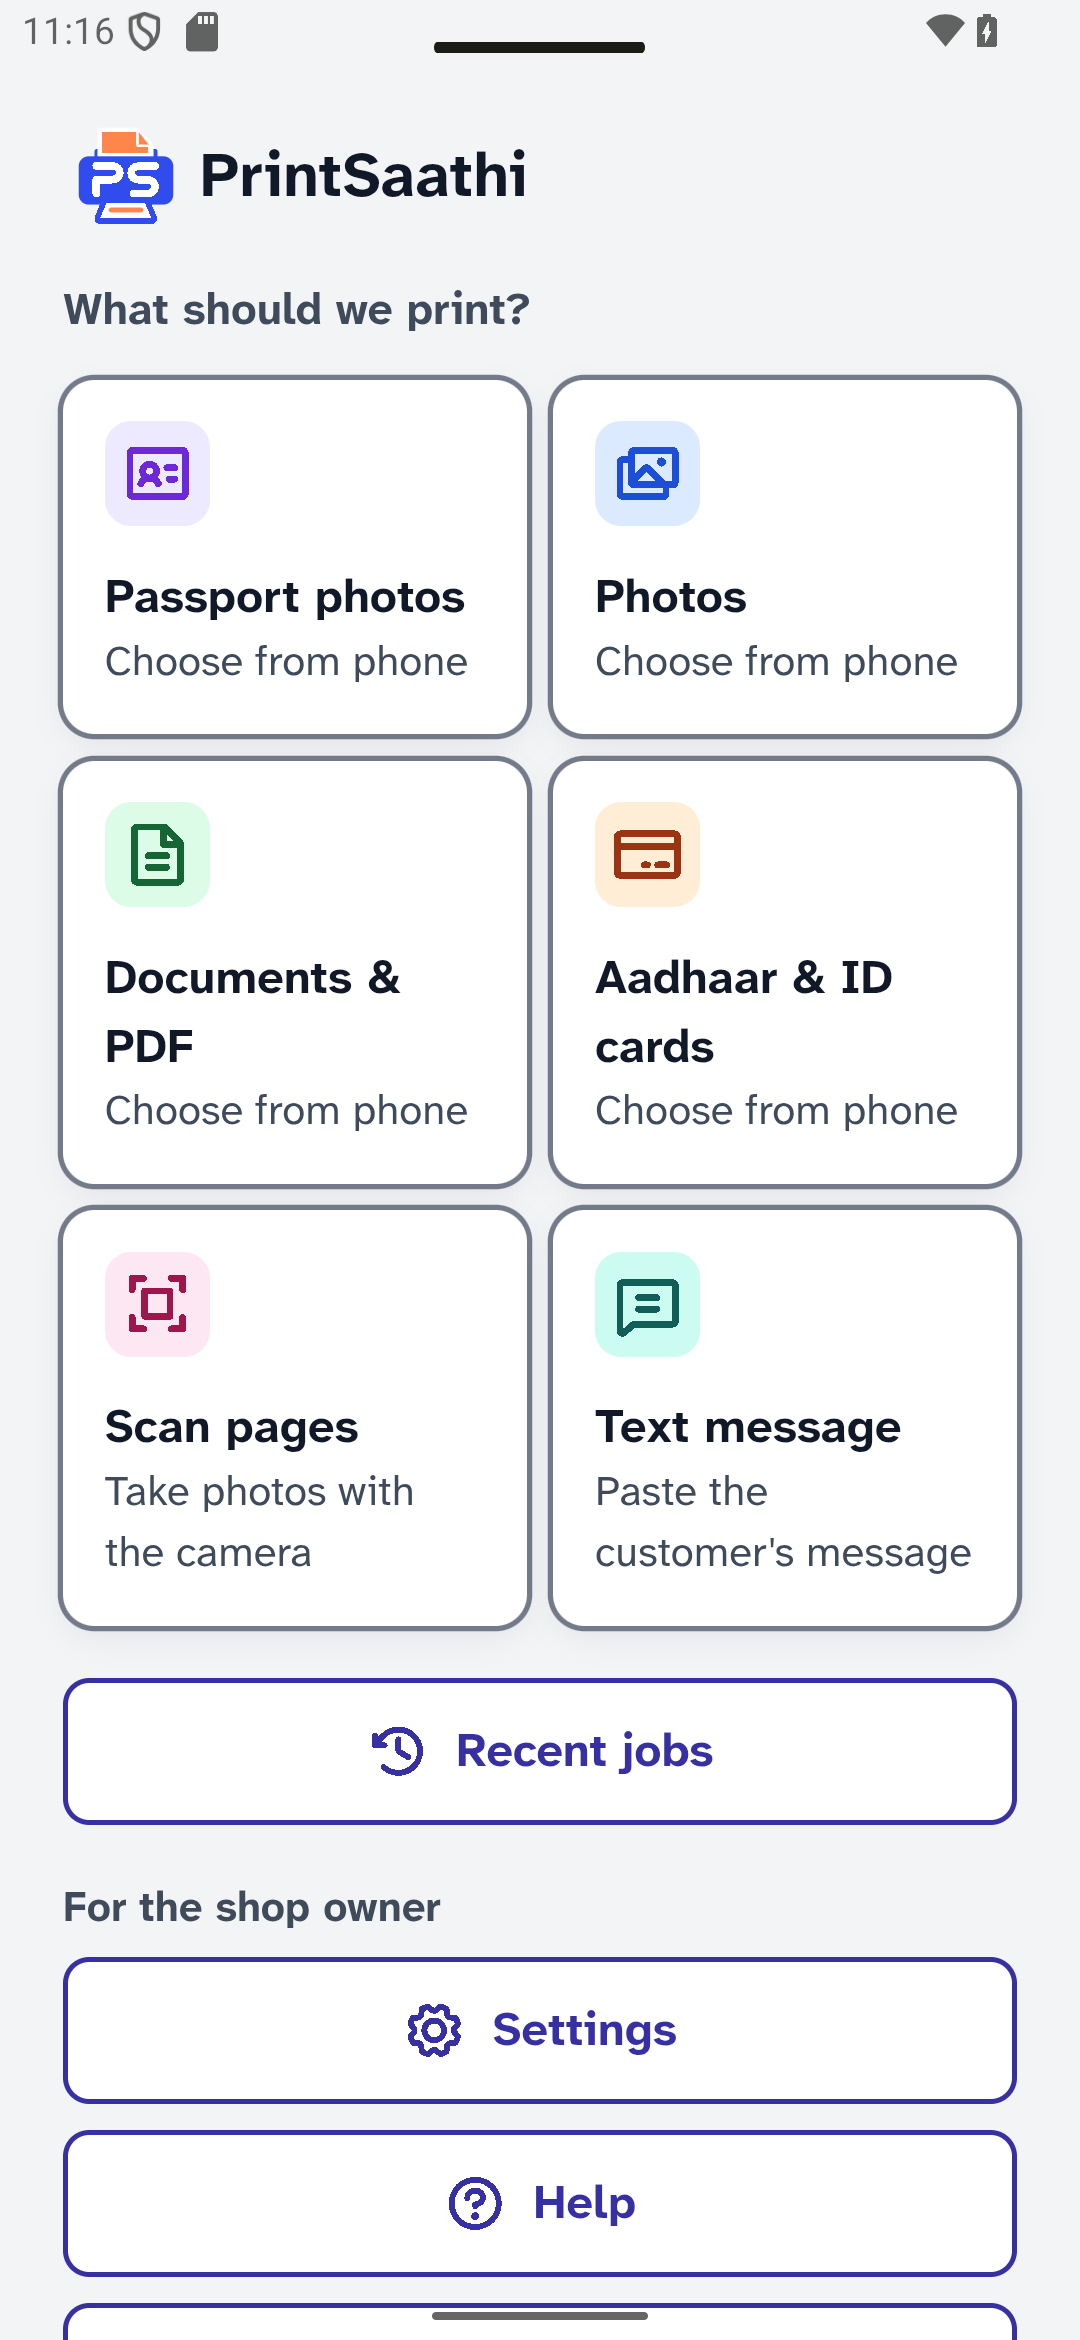 11:16
PS PrintSaathi
What should we print?
Passport photos
Choose from phone
Photos
Choose from phone
Documents &
PDF
Choose from phone
Aadhaar & ID
cards
Choose from phone
Scan pages
Take photos with
the camera
Text message
Paste the
customer's message
Recent jobs
For the shop owner
Settings
Help